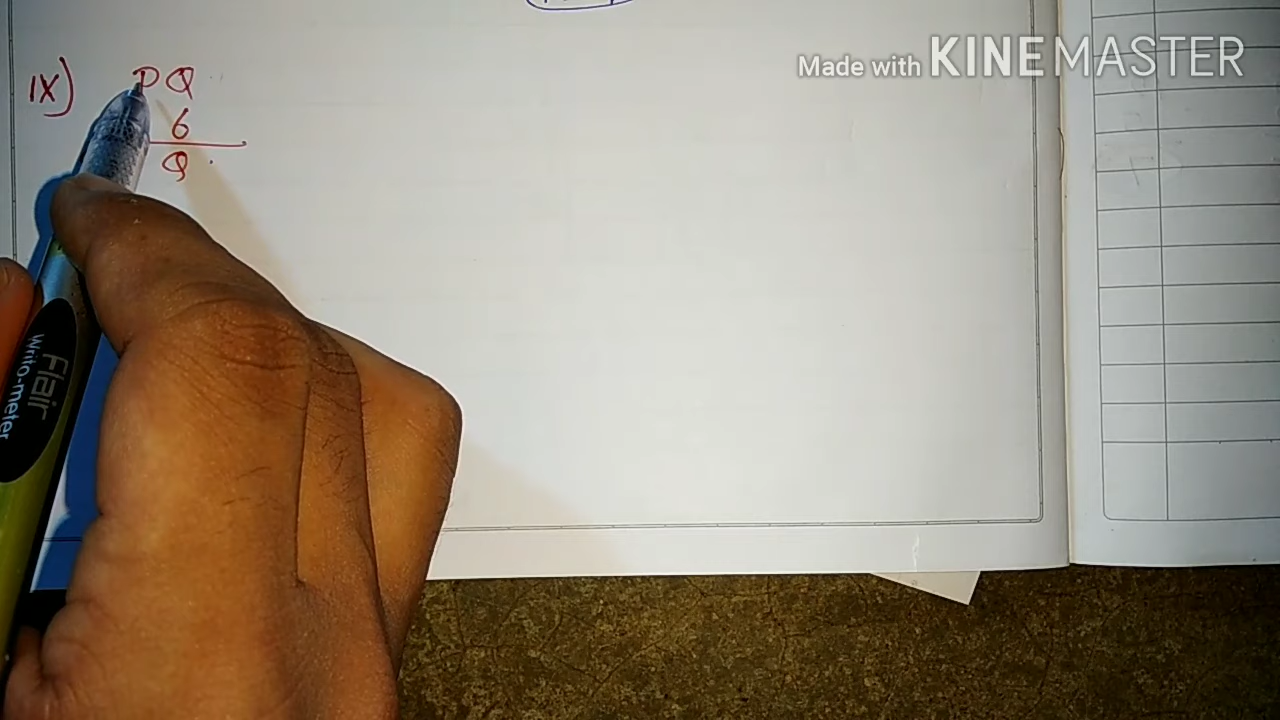 Made with KINEMASTER
IX) PQ
6
Q
Flair
Writo-meter